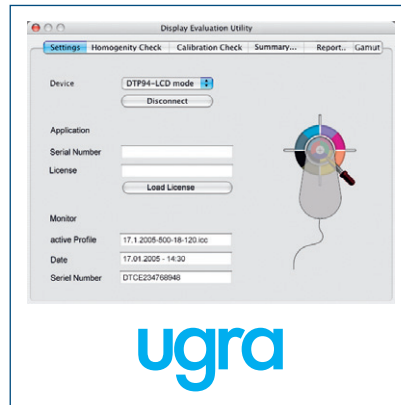 Display Evaluation Utility
Settings Homogenity Check Calibration Check Summary... Report.. Gamut
Device DTP94-LCD mode
Disconnect
Application
Serial Number
License
Load License
Monitor
active Profile 17.1.2005-500-18-120.icc
Date 17.01.2005 - 14:30
Seriel Number DTCE234768948
ugra